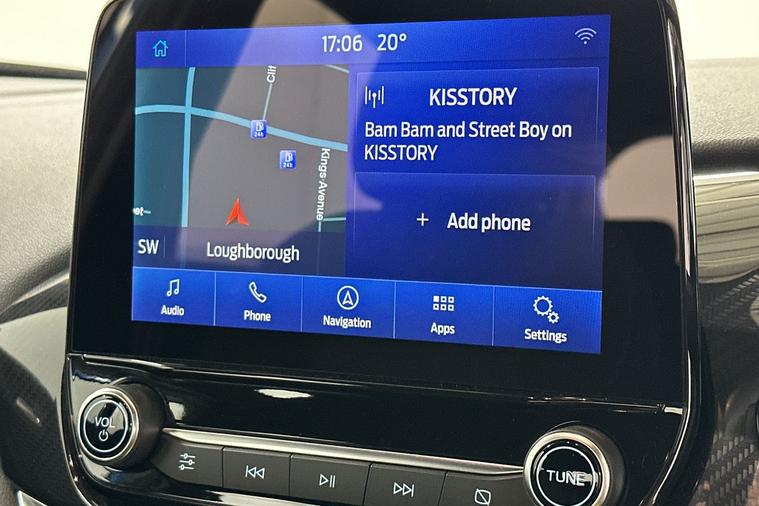 17:06 20°
KISSTORY
Bam Bam and Street Boy on
KISSTORY
24h
24h
Kings Avenue
SW
Loughborough
+ Add phone
Audio
Phone
Navigation
Apps
Settings
VOL
TUNE